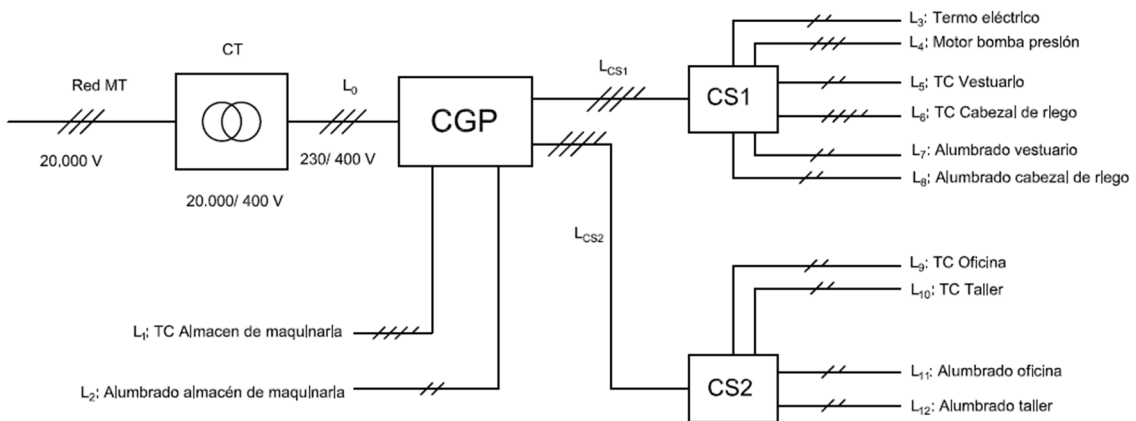 CT
Red MT
L0
20,000 V
230/ 400 V
20.000/ 400 V
CGP
LCS1
LCS2
CS1
L3: Termo eléctrico
L4: Motor bomba presión
L5: TC Vestuario
L6: TC Cabezal de riego
L7: Alumbrado vestuario
L8: Alumbrado cabezal de riego
L1: TC Almacen de maquinaria
L2: Alumbrado almacén de maquinaria
CS2
L9: TC Oficina
L10: TC Taller
L11: Alumbrado oficina
L12: Alumbrado taller